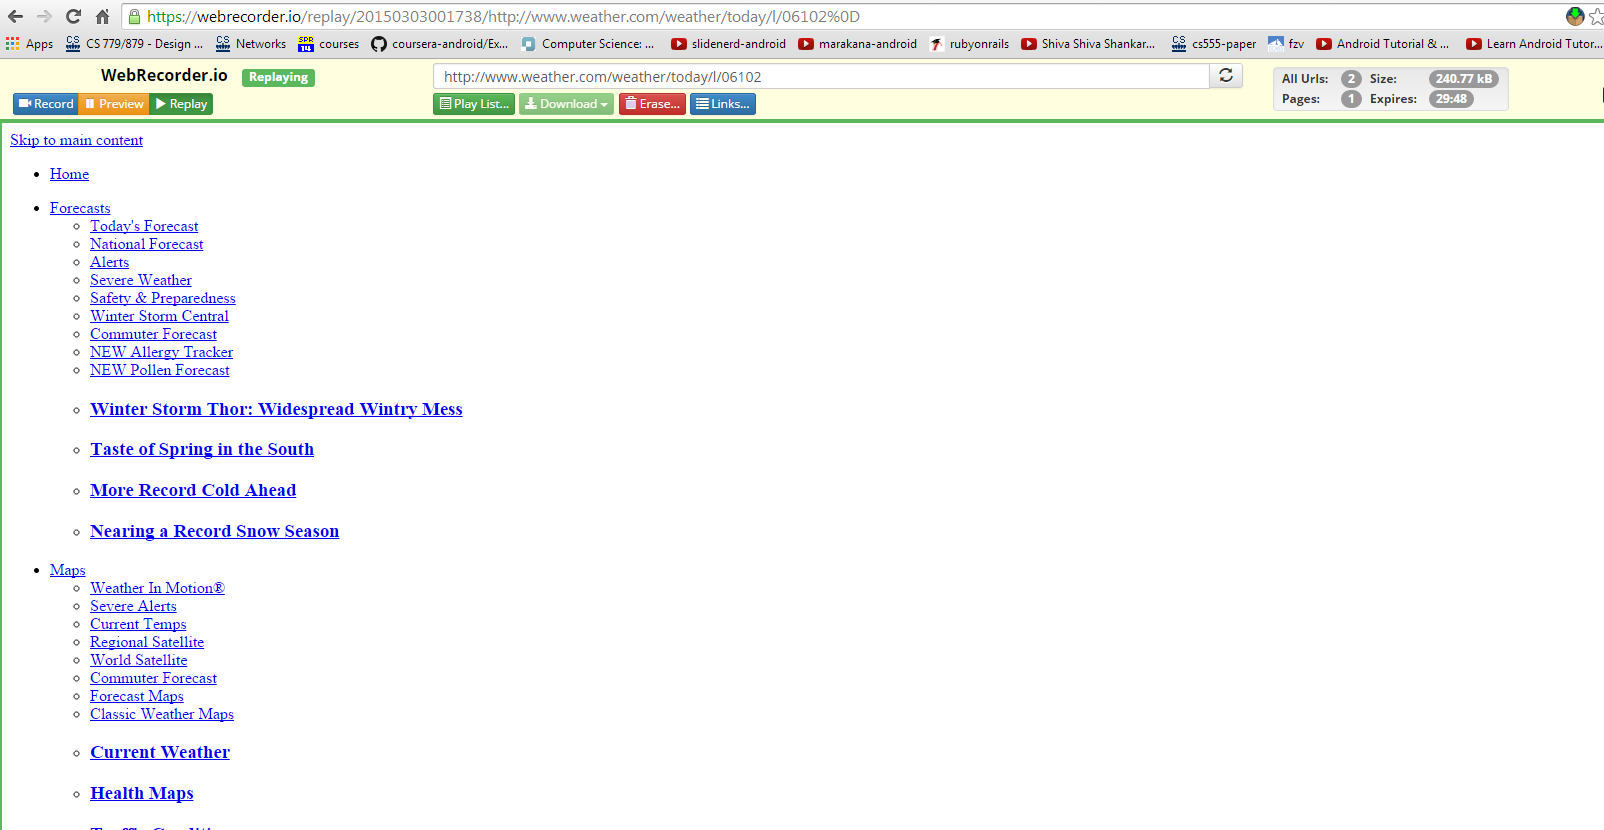 https://webrecorder.io/replay/20150303001738/http://www.weather.com/weather/today/l/06102%0D
Apps CS 779/879 - Design ... Networks courses coursera-android/Ex... Computer Science: ... slidenerd-android marakana-android rubyonrails Shiva Shiva Shankar... cs555-paper fzv Android Tutorial & ... Learn Android Tutor...
WebRecorder.io Replaying http://www.weather.com/weather/today/l/06102 All Urls: 2 Size: 240.77 kB
Record Preview Replay Play List... Download Erase... Links... Pages: 1 Expires: 29:48
Skip to main content
Home
Forecasts
Today's Forecast
National Forecast
Alerts
Severe Weather
Safety & Preparedness
Winter Storm Central
Commuter Forecast
NEW Allergy Tracker
NEW Pollen Forecast
Winter Storm Thor: Widespread Wintry Mess
Taste of Spring in the South
More Record Cold Ahead
Nearing a Record Snow Season
Maps
Weather In Motion®
Severe Alerts
Current Temps
Regional Satellite
World Satellite
Commuter Forecast
Forecast Maps
Classic Weather Maps
Current Weather
Health Maps